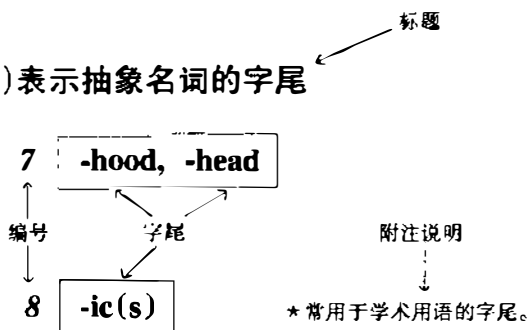 标题
)表示抽象名词的字尾
7 -hood, -head
编号 字尾 附注说明
8 -ic(s) *常用于学术用语的字尾。